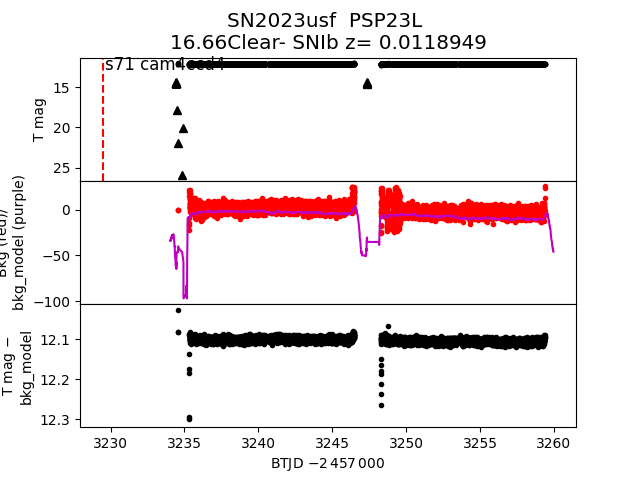 SN2023usf PSP23L
16.66Clear- SNIb z= 0.0118949
s71 cam4ccd4
T mag
15
20
25
Bkg (red)/
bkg_model (purple)
0
−50
−100
T mag −
bkg_model
12.1
12.2
12.3
3230 3235 3240 3245 3250 3255 3260
BTJD −2 457 000